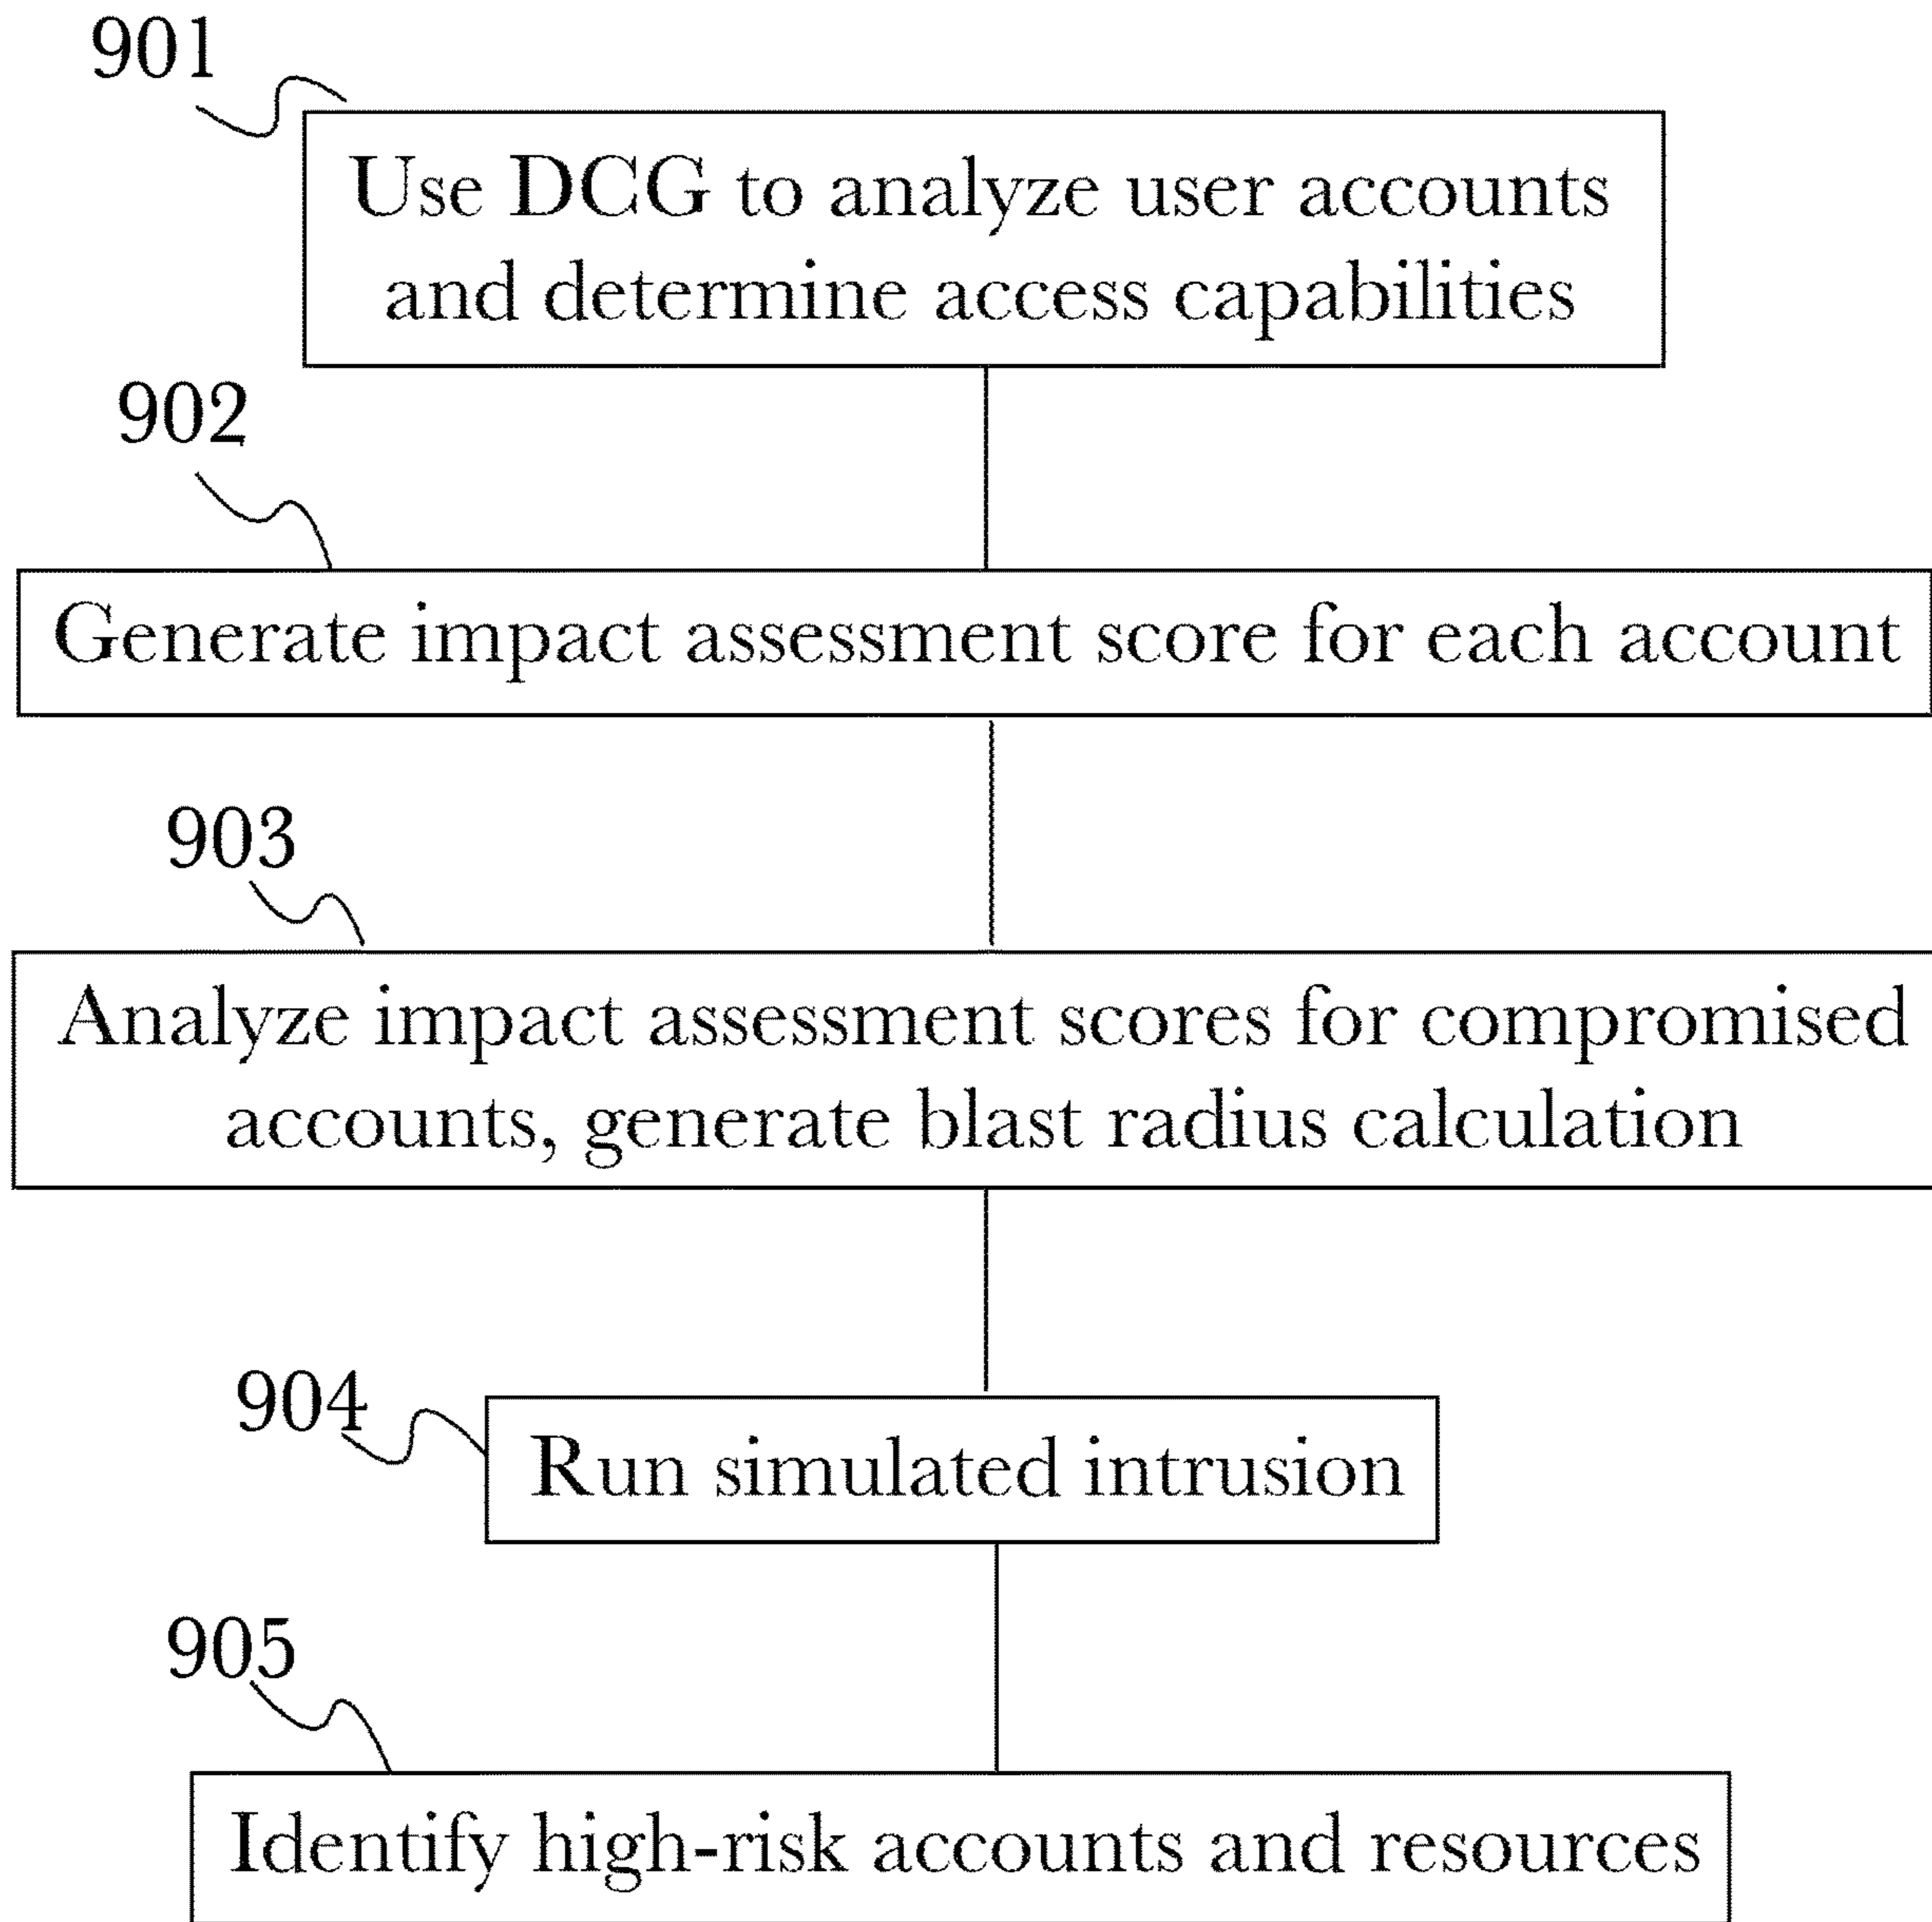 901
Use DCG to analyze user accounts
and determine access capabilities
902
Generate impact assessment score for each account
903
Analyze impact assessment scores for compromised
accounts, generate blast radius calculation
904
Run simulated intrusion
905
Identify high-risk accounts and resources